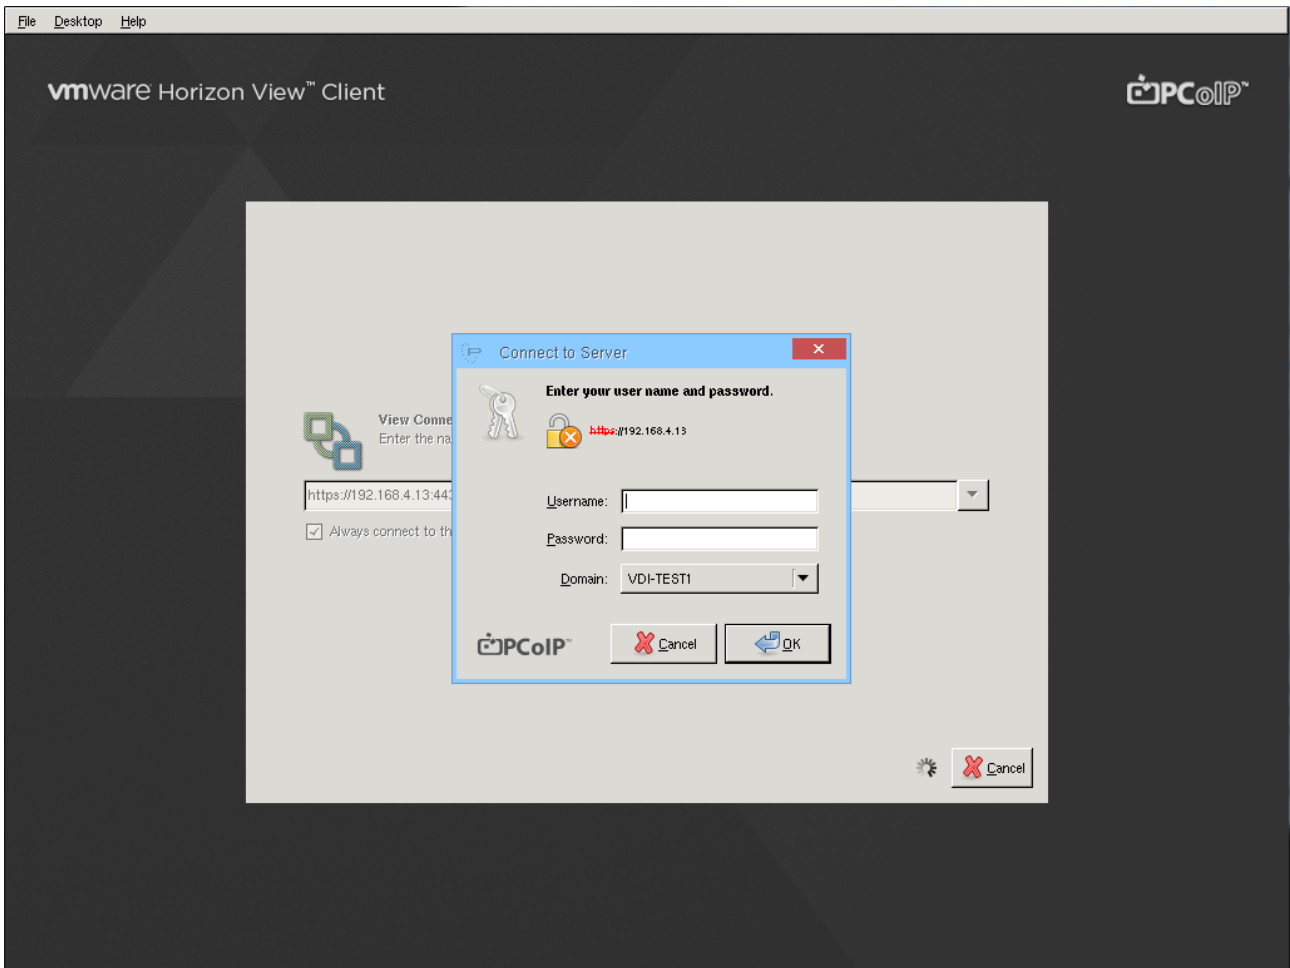 File Desktop Help
vmware Horizon View™ Client
PCoIP™
Connect to Server
Enter your user name and password.
https://192.168.4.13
View Conne
Enter the na
https://192.168.4.13:443
Always connect to th
Username:
Password:
Domain: VDI-TEST1
PCoIP™
Cancel
OK
Cancel